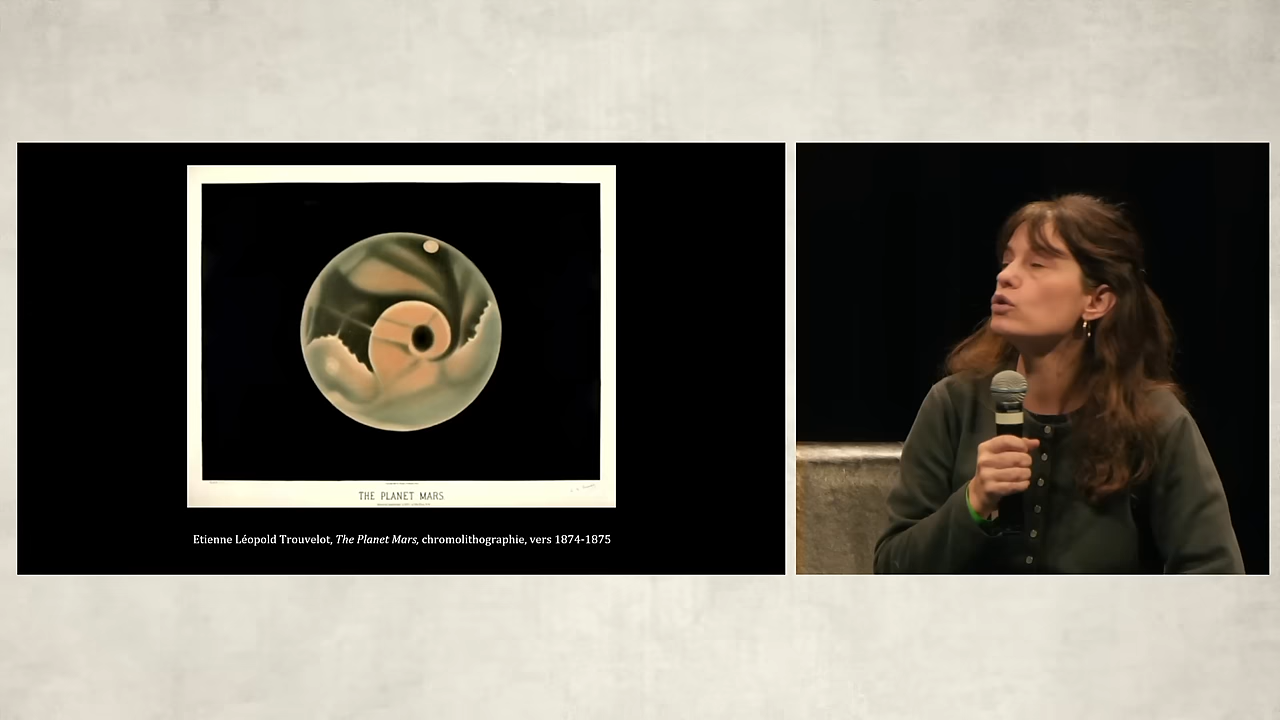 THE PLANET MARS
Etienne Léopold Trouvelot, The Planet Mars, chromolithographie, vers 1874-1875